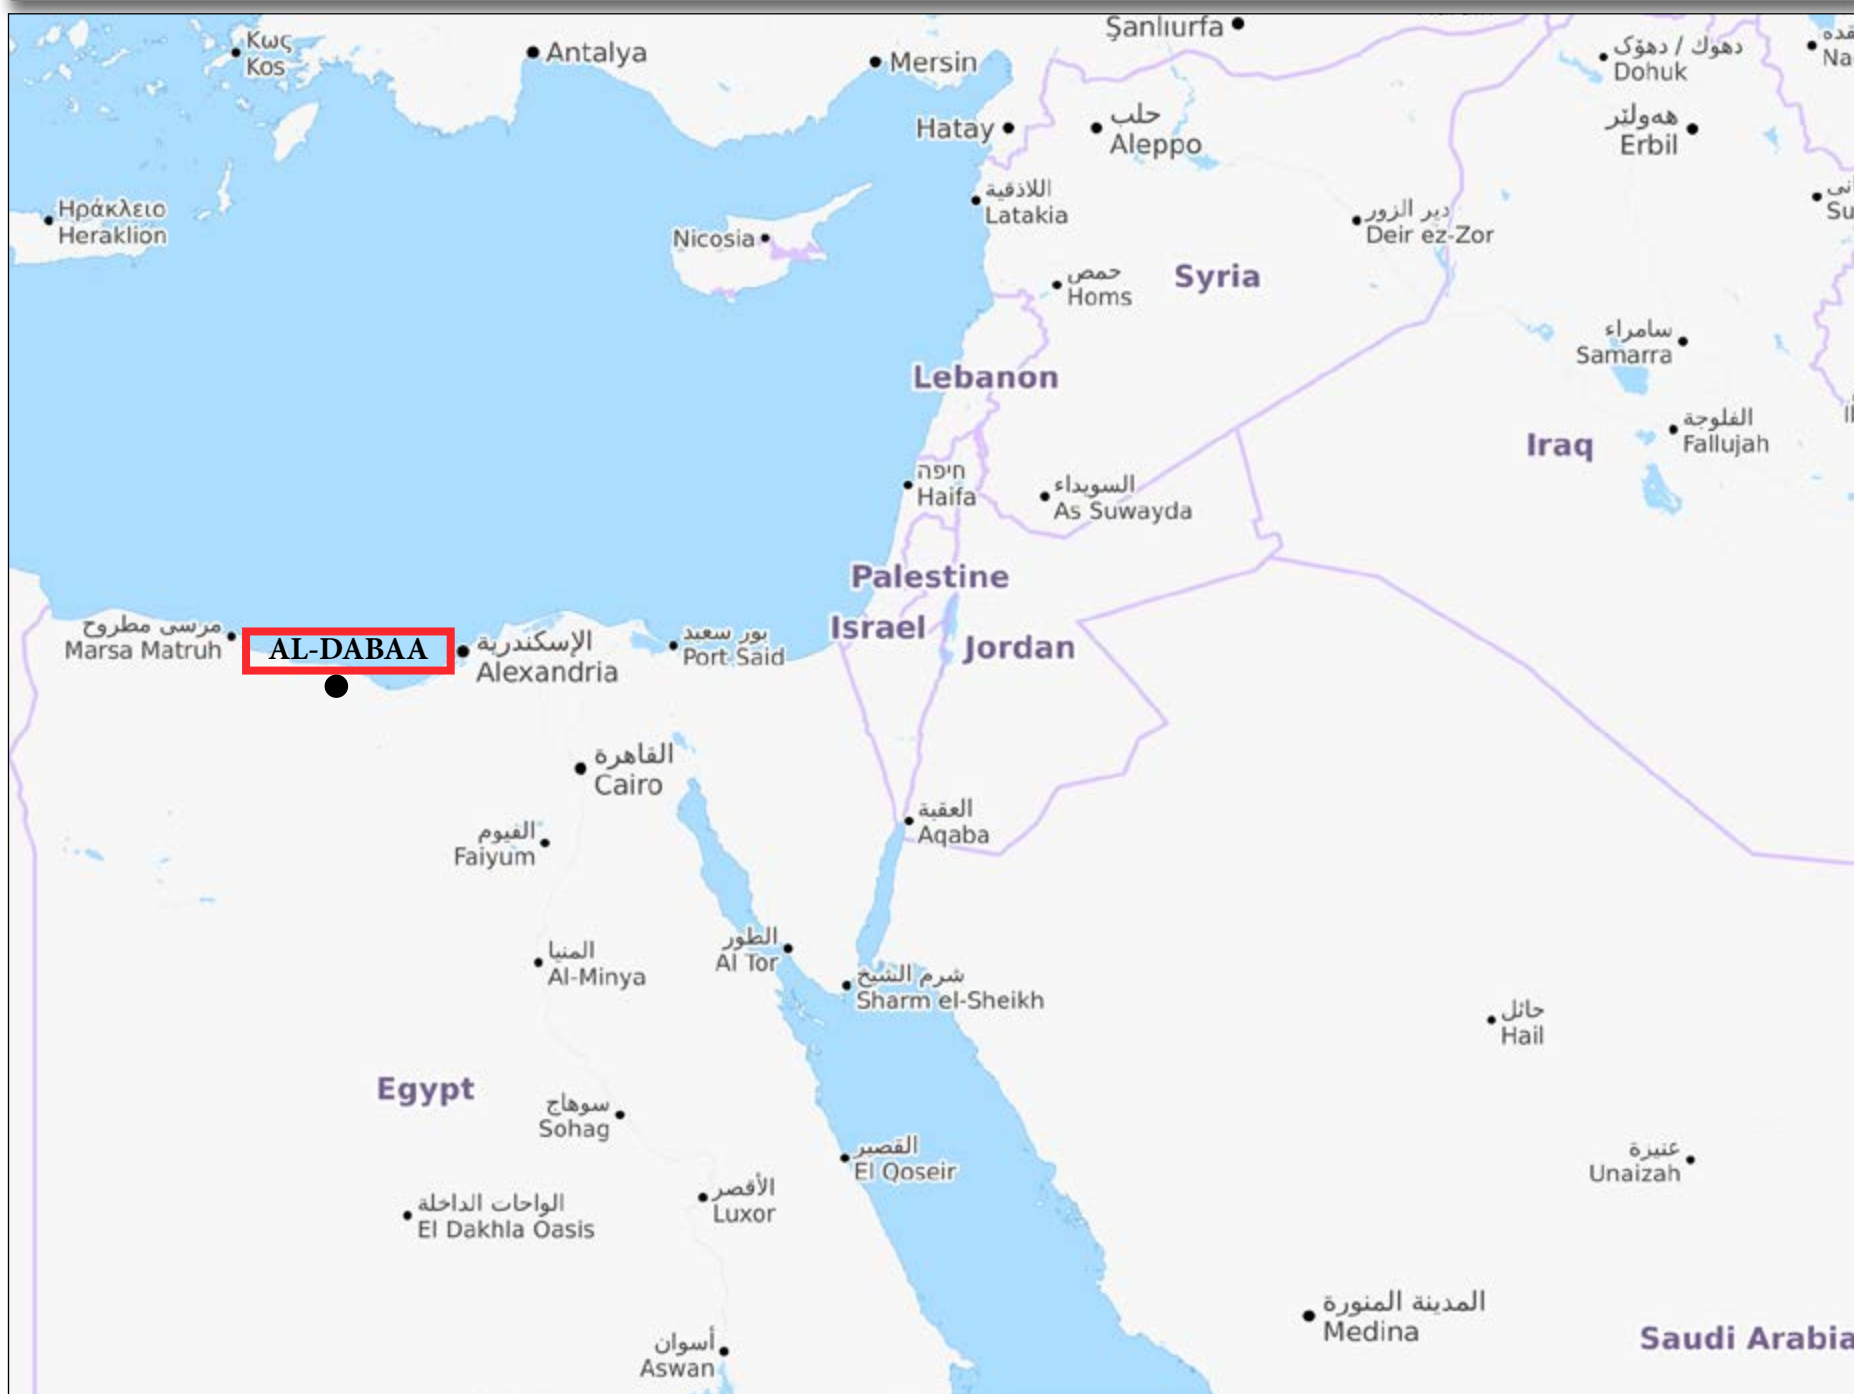 Κως
Kos
Antalya
Mersin
Şanlıurfa
دهوك / دهۆک
Dohuk
Hatay
حلب
Aleppo
هەولێر
Erbil
Ηράκλειο
Heraklion
Nicosia
اللاذقية
Latakia
دير الزور
Deir ez-Zor
حمص
Homs
Syria
سامراء
Samarra
Lebanon
الفلوجة
Fallujah
Iraq
חיפה
Haifa
السويداء
As Suwayda
Palestine
Israel
Jordan
مرسى مطروح
Marsa Matruh
AL-DABAA
الإسكندرية
Alexandria
بور سعيد
Port Said
القاهرة
Cairo
العقبة
Aqaba
الفيوم
Faiyum
الطور
Al Tor
المنيا
Al-Minya
شرم الشيخ
Sharm el-Sheikh
حائل
Hail
Egypt
سوهاج
Sohag
القصير
El Qoseir
عنيزة
Unaizah
الأقصر
Luxor
الواحات الداخلة
El Dakhla Oasis
المدينة المنورة
Medina
Saudi Arabia
أسوان
Aswan